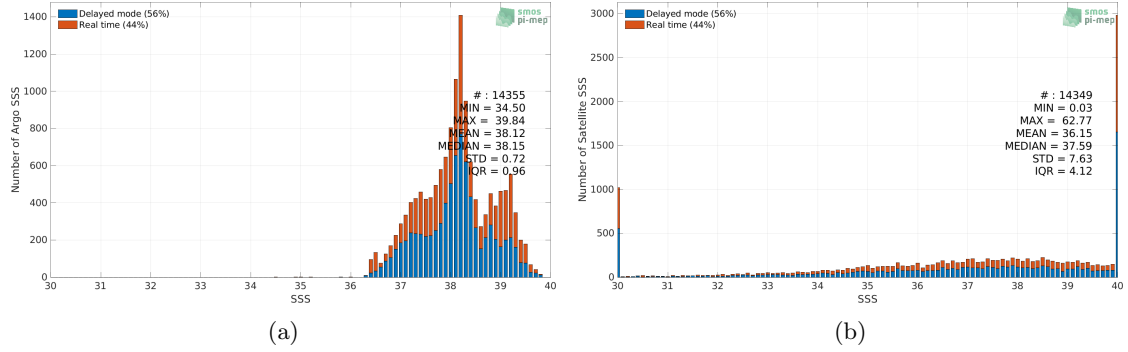 Delayed mode (56%)
Real time (44%)
smos
pi-mep
1400
1200
1000
800
600
400
200
0
Number of Argo SSS
# : 14355
MIN = 34.50
MAX = 39.84
MEAN = 38.12
MEDIAN = 38.15
STD = 0.72
IQR = 0.96
30 31 32 33 34 35 36 37 38 39 40
SSS
(a)
Delayed mode (56%)
Real time (44%)
smos
pi-mep
3000
2500
2000
1500
1000
500
0
Number of Satellite SSS
# : 14349
MIN = 0.03
MAX = 62.77
MEAN = 36.15
MEDIAN = 37.59
STD = 7.63
IQR = 4.12
30 31 32 33 34 35 36 37 38 39 40
SSS
(b)